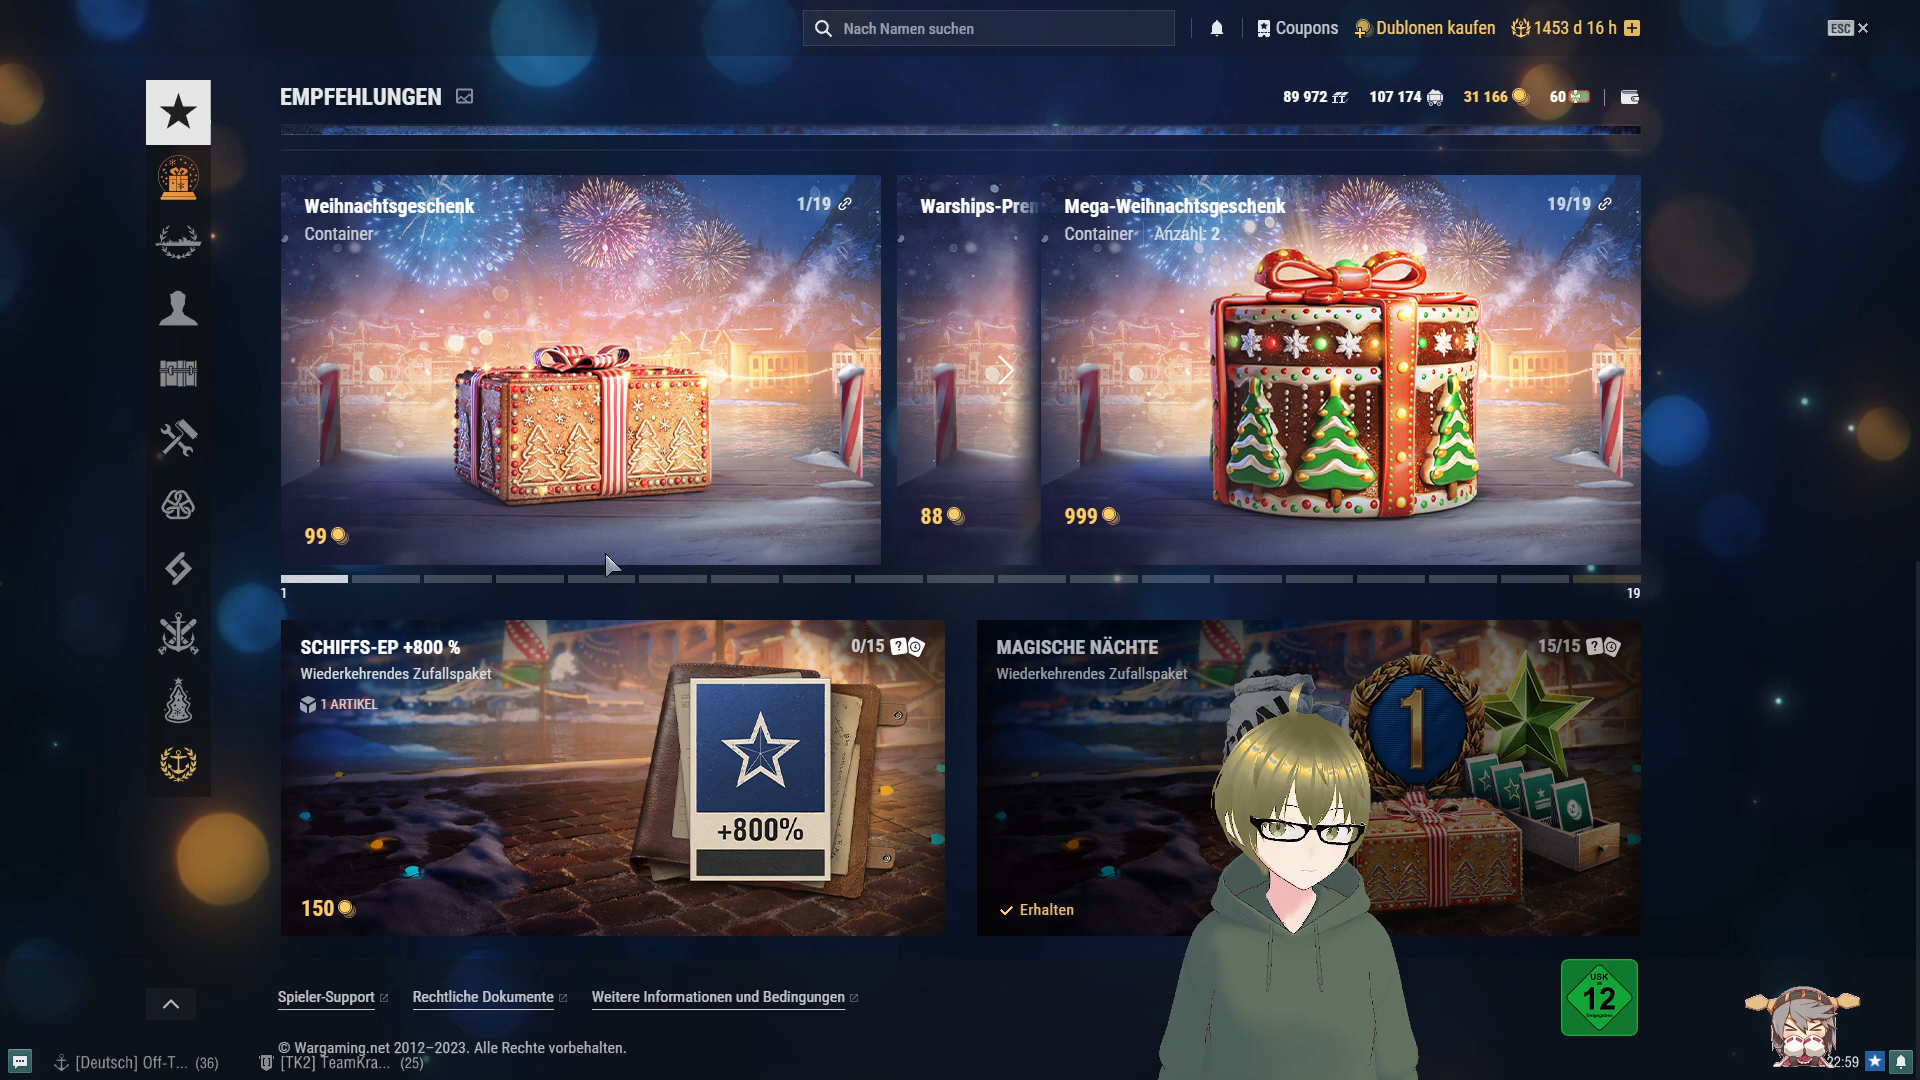 Nach Namen suchen
Coupons
Dublonen kaufen
1453 d 16 h
ESC
EMPFEHLUNGEN
89 972
107 174
31 166
60
Weihnachtsgeschenk
1/19
Container
99
Warships-Prem
88
Mega-Weihnachtsgeschenk
19/19
Container
Anzahl: 2
999
1
19
SCHIFFS-EP +800 %
0/15
Wiederkehrendes Zufallspaket
1 ARTIKEL
+800%
150
MAGISCHE NÄCHTE
15/15
Wiederkehrendes Zufallspaket
1
Erhalten
Spieler-Support
Rechtliche Dokumente
Weitere Informationen und Bedingungen
USK
ab
12
freigegeben
© Wargaming.net 2012–2023. Alle Rechte vorbehalten.
[Deutsch] Off-T... (36)
[TK2] TeamKra... (25)
22:59